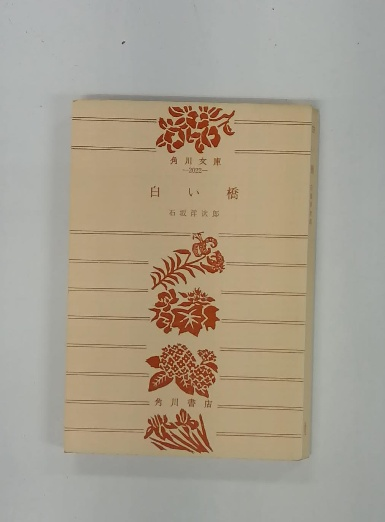 角川文庫
—2022—
白い橋
石坂洋次郎
角川書店